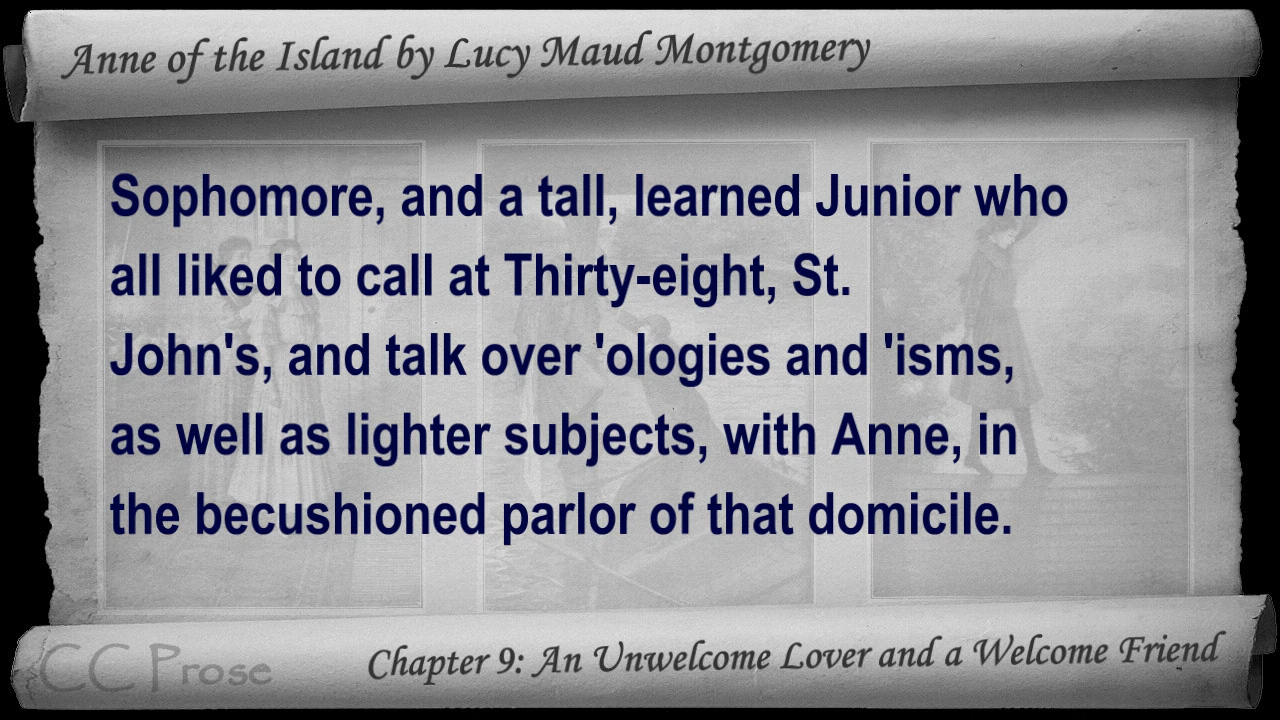 Anne of the Island by Lucy Maud Montgomery
Sophomore, and a tall, learned Junior who
all liked to call at Thirty-eight, St.
John's, and talk over 'ologies and 'isms,
as well as lighter subjects, with Anne, in
the becushioned parlor of that domicile.
CC Prose
Chapter 9: An Unwelcome Lover and a Welcome Friend